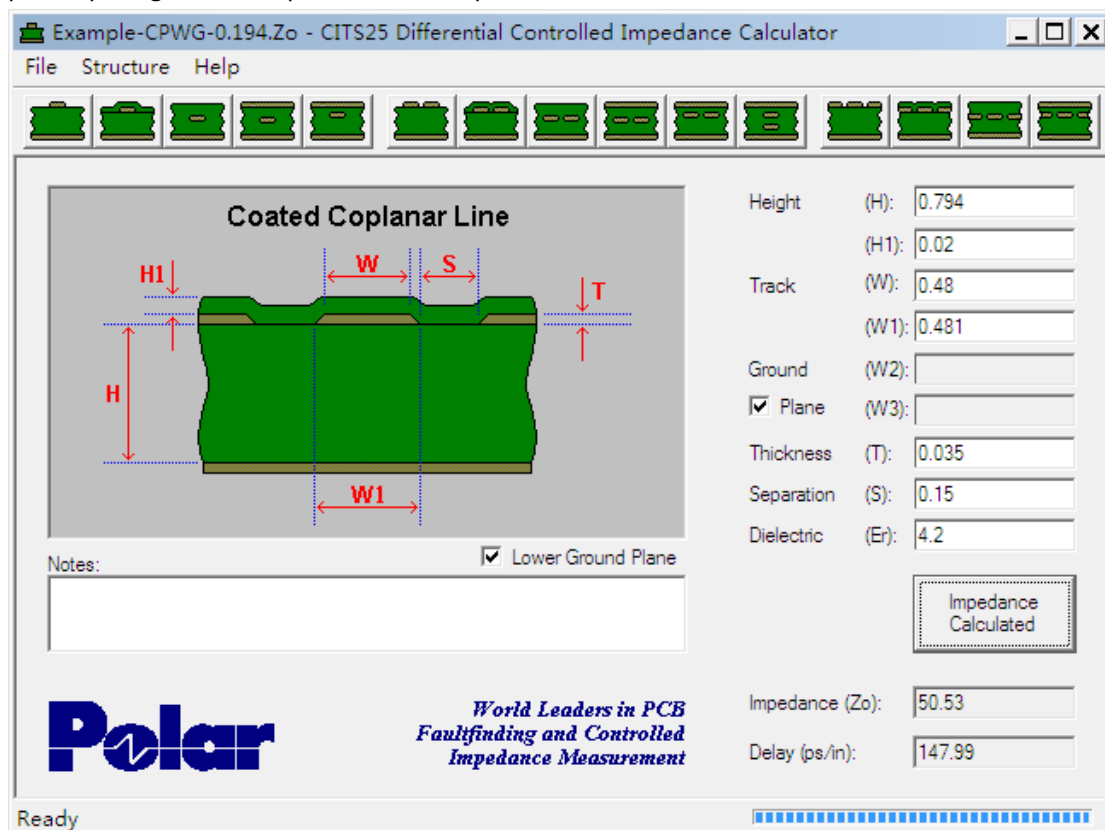 Example-CPWG-0.194.Zo - CITS25 Differential Controlled Impedance Calculator
File Structure Help
Coated Coplanar Line
H1
W
S
T
H
W1
Height (H): 0.794
(H1): 0.02
Track (W): 0.48
(W1): 0.481
Ground (W2):
Plane (W3):
Thickness (T): 0.035
Separation (S): 0.15
Dielectric (Er): 4.2
Notes:
Lower Ground Plane
Impedance
Calculated
Polar
World Leaders in PCB
Faultfinding and Controlled
Impedance Measurement
Impedance (Zo): 50.53
Delay (ps/in): 147.99
Ready